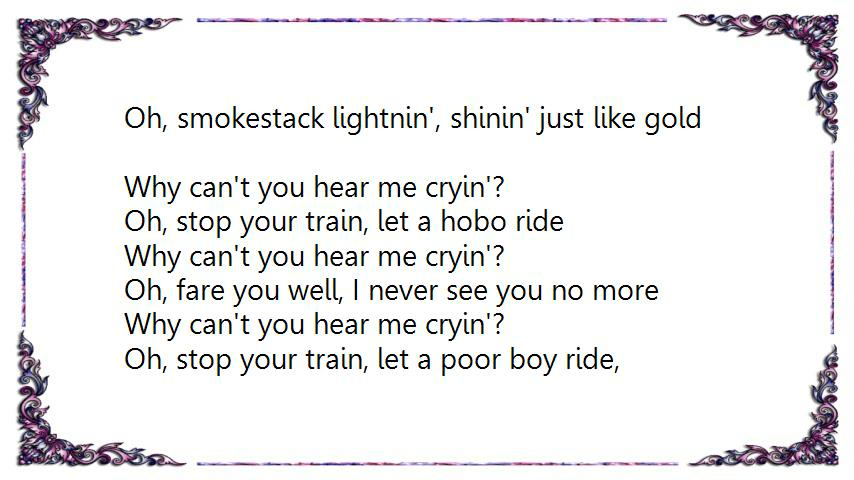 Oh, smokestack lightnin', shinin' just like gold
Why can't you hear me cryin'?
Oh, stop your train, let a hobo ride
Why can't you hear me cryin'?
Oh, fare you well, I never see you no more
Why can't you hear me cryin'?
Oh, stop your train, let a poor boy ride,